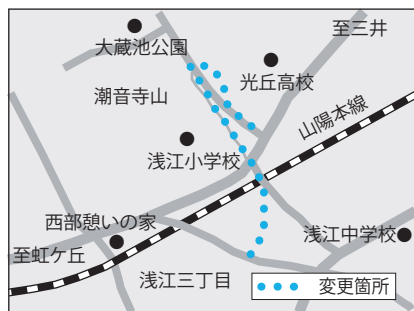 大蔵池公園
至三井
光丘高校
潮音寺山
山陽本線
浅江小学校
西部憩いの家
浅江中学校
至虹ケ丘
浅江三丁目
変更箇所